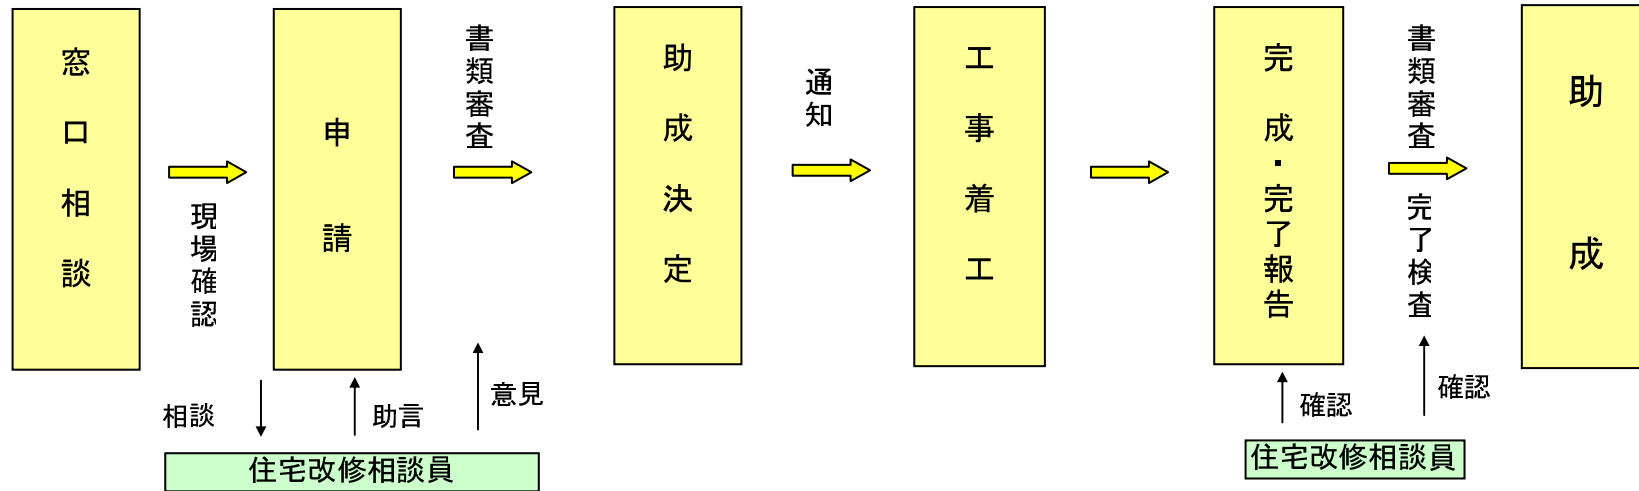 窓口相談
現場確認
申請
書類審査
助成決定
通知
工事着工
完成・完了報告
書類審査
完了検査
助成
相談
助言
意見
確認
確認
住宅改修相談員
住宅改修相談員